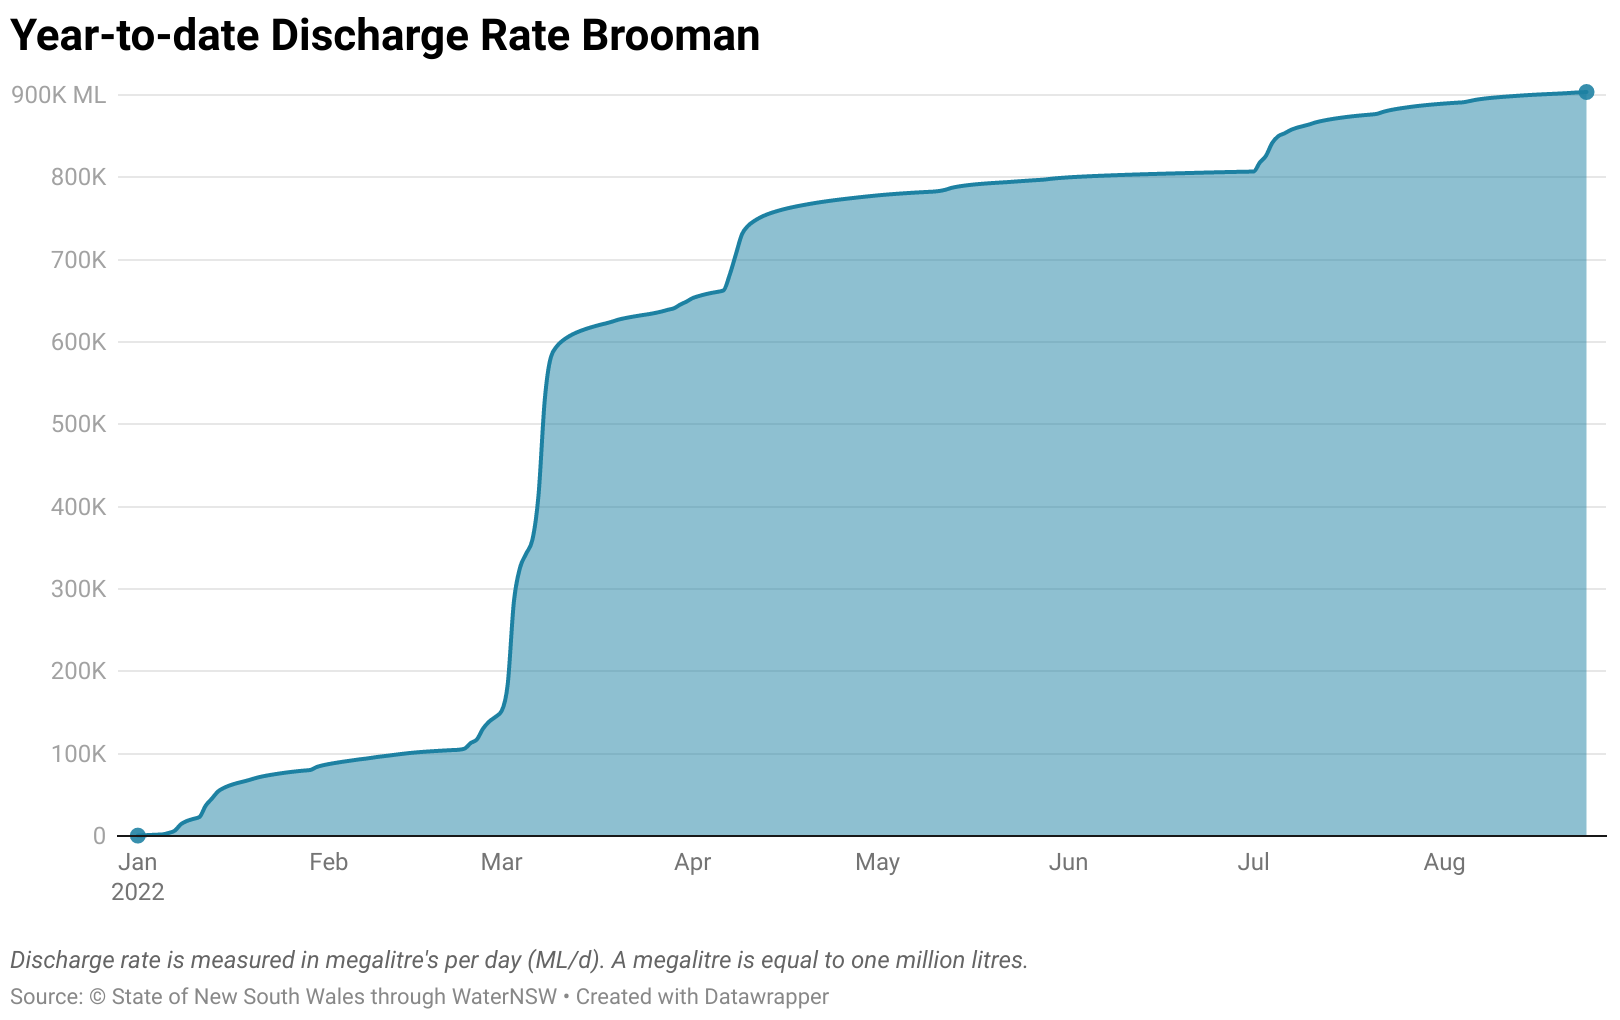 Year-to-date Discharge Rate Brooman
900K ML
800K
700K
600K
500K
400K
300K
200K
100K
0
Jan Feb Mar Apr May Jun Jul Aug
2022
Discharge rate is measured in megalitre's per day (ML/d). A megalitre is equal to one million litres.
Source: © State of New South Wales through WaterNSW • Created with Datawrapper